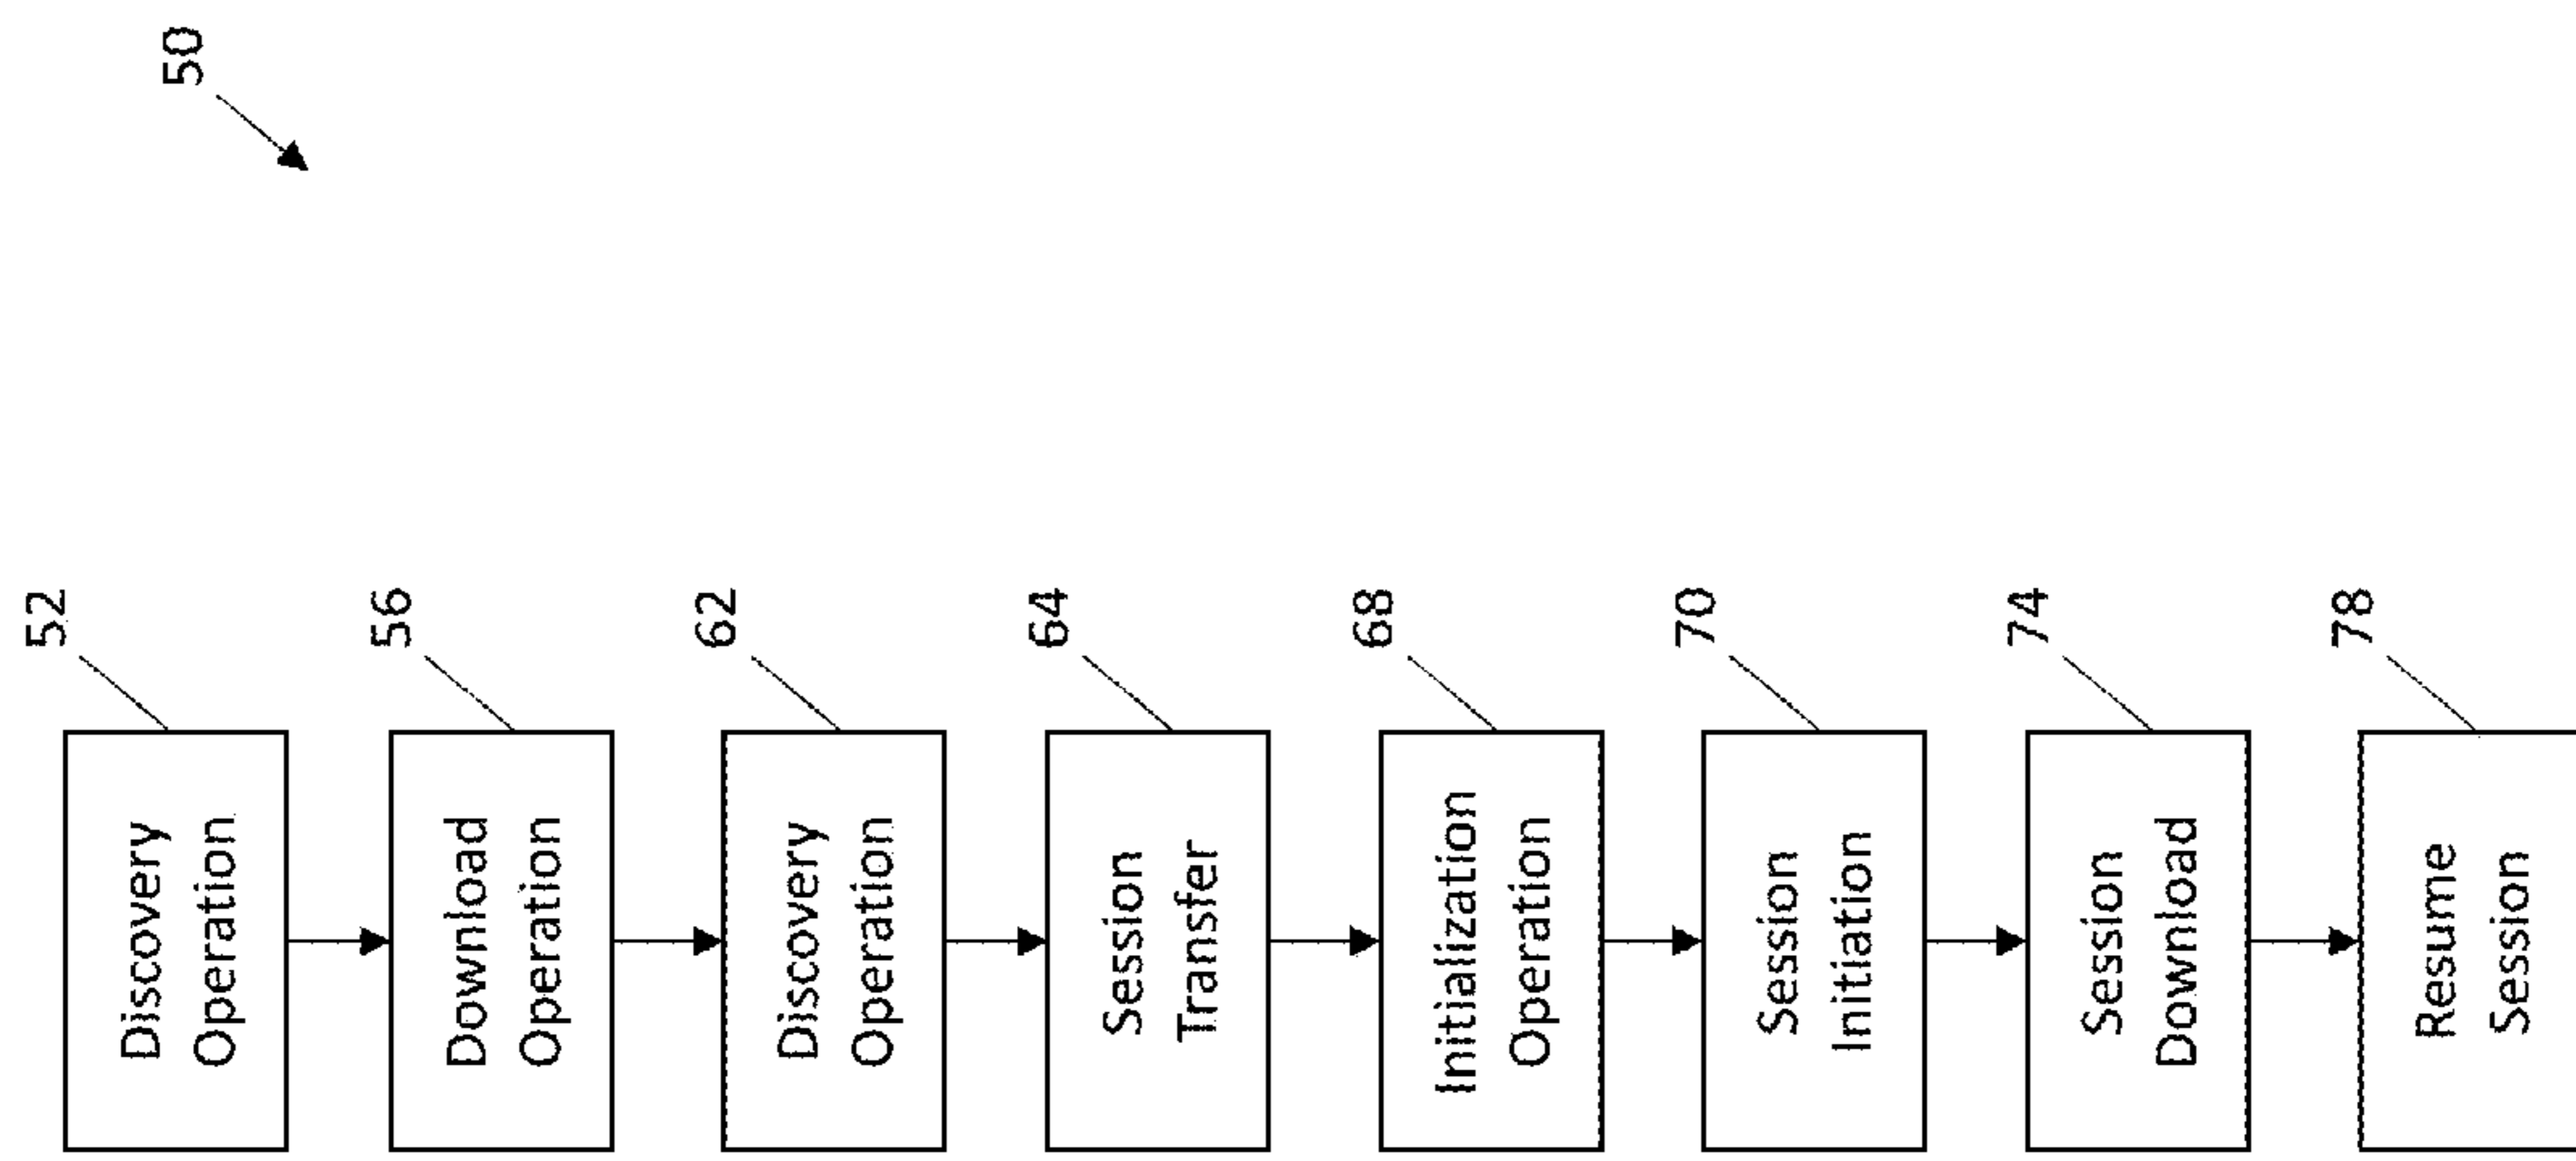 50
52
Discovery
Operation
56
Download
Operation
62
Discovery
Operation
64
Session
Transfer
68
Initialization
Operation
70
Session
Initiation
74
Session
Download
78
Resume
Session